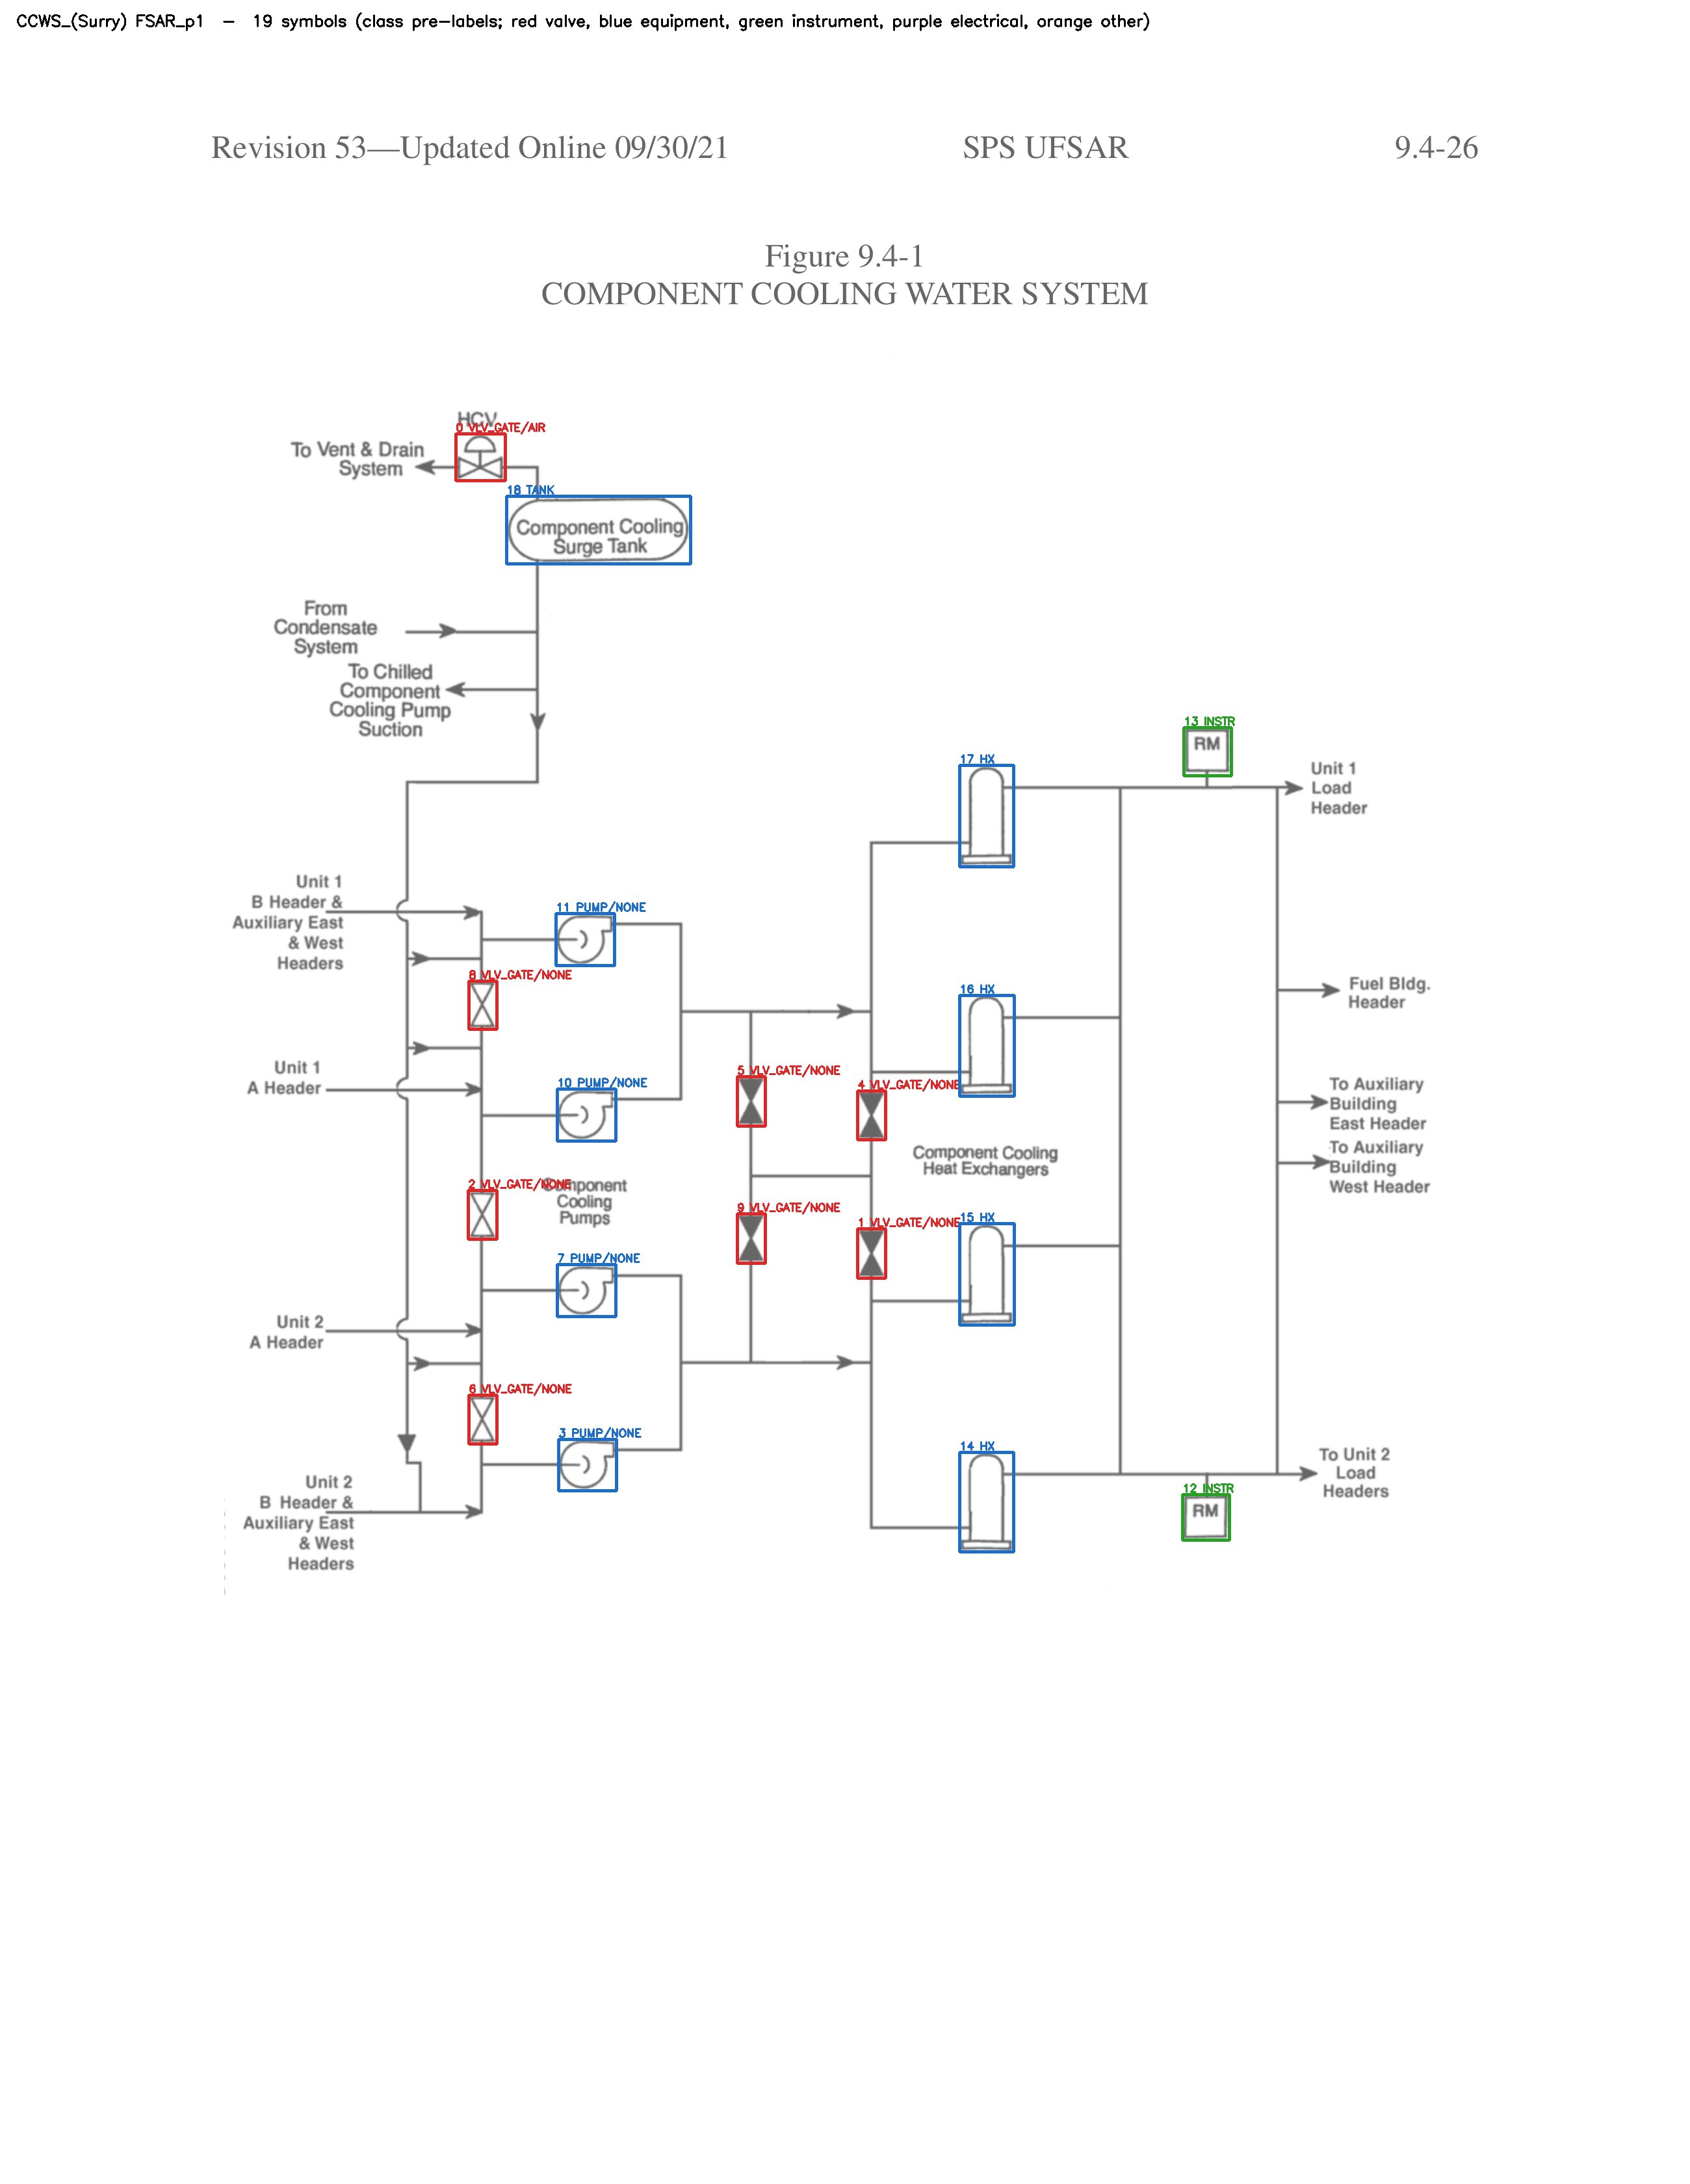 CCWS_(Surry) FSAR_p1  –  19 symbols (class pre-labels; red valve, blue equipment, green instrument, purple electrical, orange other)
Revision 53—Updated Online 09/30/21 SPS UFSAR 9.4-26
Figure 9.4-1
COMPONENT COOLING WATER SYSTEM
HCV
0 VLV_GATE/AIR
To Vent & Drain
System
18 TANK
Component Cooling
Surge Tank
From
Condensate
System
To Chilled
Component
Cooling Pump
Suction
13 INSTR
RM
17 HX
Unit 1
Load
Header
Unit 1
B Header &
Auxiliary East
& West
Headers
11 PUMP/NONE
8 VLV_GATE/NONE
16 HX
Fuel Bldg.
Header
Unit 1
A Header
10 PUMP/NONE
5 VLV_GATE/NONE
4 VLV_GATE/NONE
To Auxiliary
Building
East Header
To Auxiliary
Building
West Header
Component Cooling
Heat Exchangers
2 VLV_GATE/NONE
Component
Cooling
Pumps
9 VLV_GATE/NONE
1 VLV_GATE/NONE
15 HX
7 PUMP/NONE
Unit 2
A Header
6 VLV_GATE/NONE
3 PUMP/NONE
14 HX
To Unit 2
Load
Headers
12 INSTR
RM
Unit 2
B Header &
Auxiliary East
& West
Headers